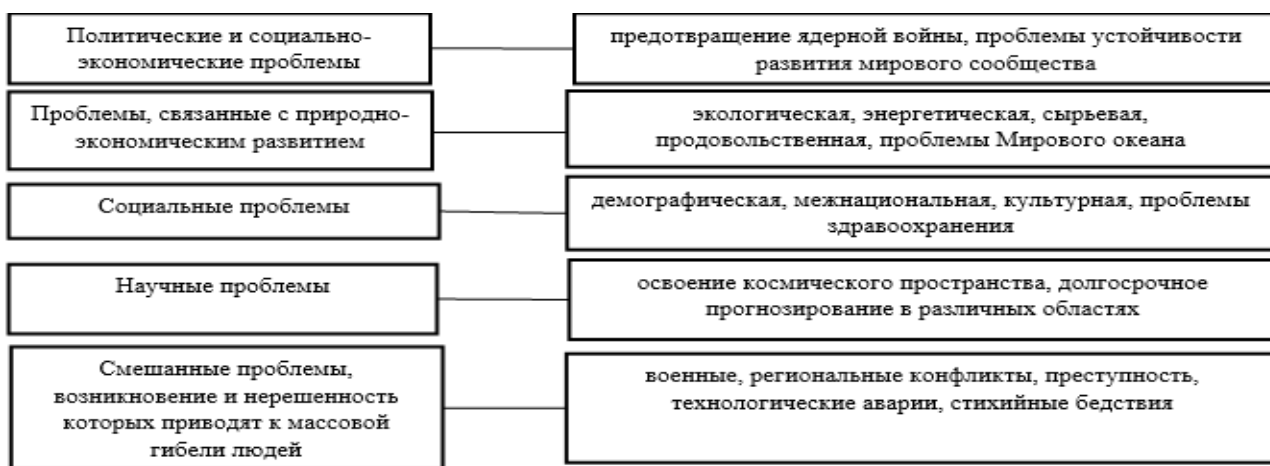 Политические и социально-
экономические проблемы
предотвращение ядерной войны, проблемы устойчивости
развития мирового сообщества
Проблемы, связанные с природно-
экономическим развитием
экологическая, энергетическая, сырьевая,
продовольственная, проблемы Мирового океана
Социальные проблемы
демографическая, межнациональная, культурная, проблемы
здравоохранения
Научные проблемы
освоение космического пространства, долгосрочное
прогнозирование в различных областях
Смешанные проблемы,
возникновение и нерешенность
которых приводят к массовой
гибели людей
военные, региональные конфликты, преступность,
технологические аварии, стихийные бедствия